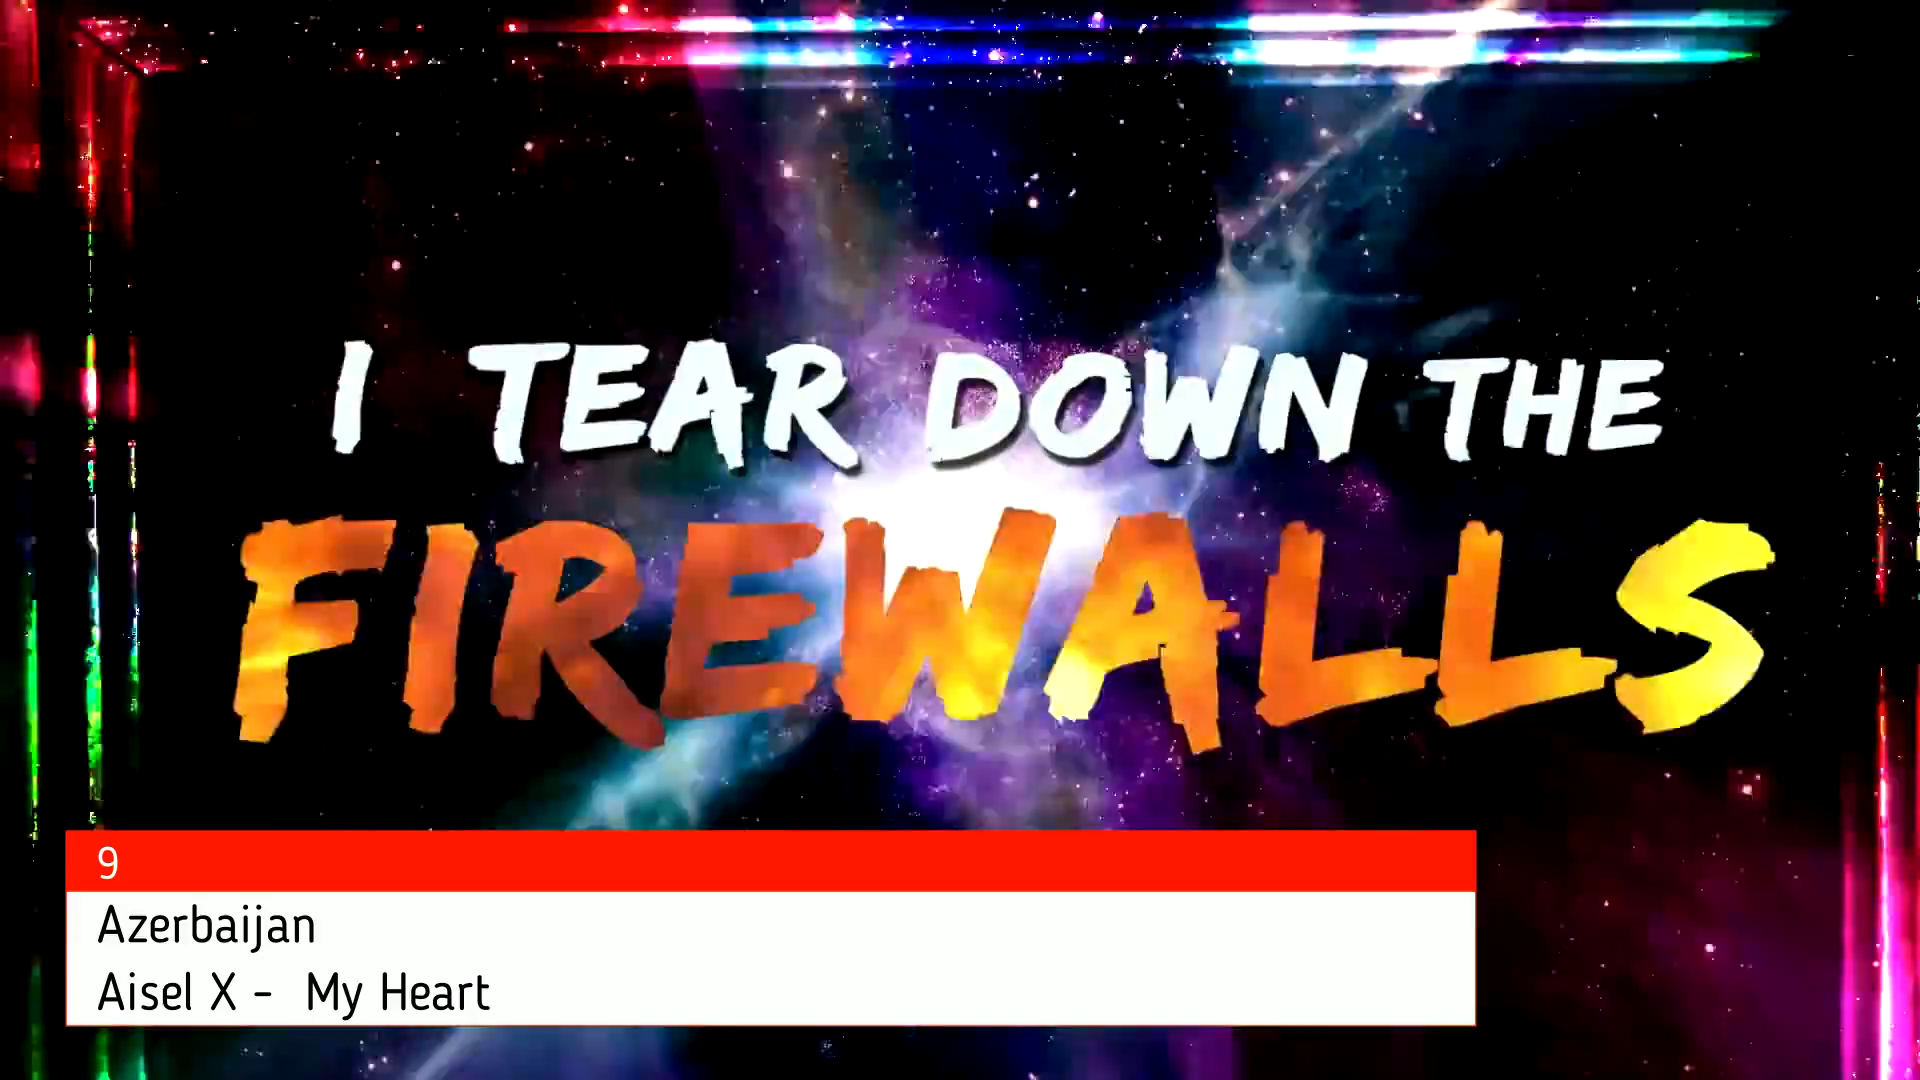 I TEAR DOWN THE
FIREWALLS
9
Azerbaijan
Aisel X - My Heart